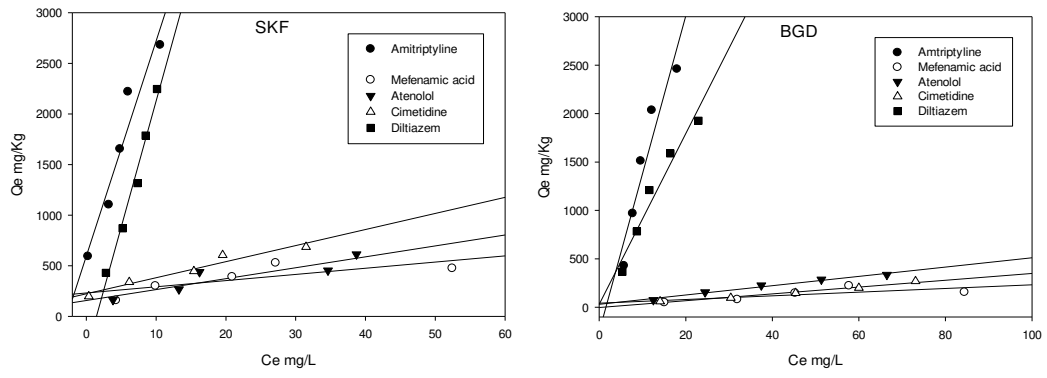 SKF
Qe mg/Kg
3000
2500
2000
1500
1000
500
0
Amitriptyline
Mefenamic acid
Atenolol
Cimetidine
Diltiazem
0 10 20 30 40 50 60
Ce mg/L
BGD
Qe mg/Kg
3000
2500
2000
1500
1000
500
0
Amtriptyline
Mefenamic acid
Atenolol
Cimetidine
Diltiazem
0 20 40 60 80 100
Ce mg/L